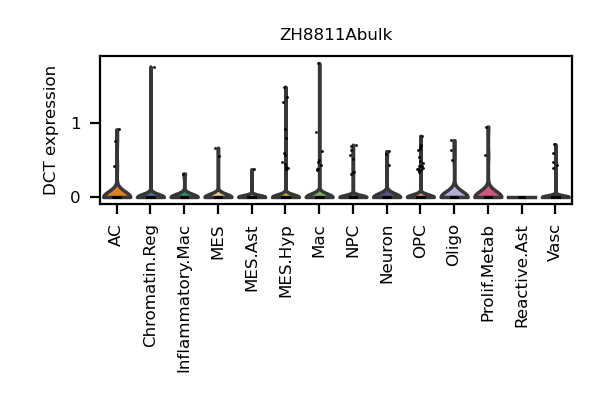 ZH8811Abulk
DCT expression
1
0
AC
Chromatin.Reg
Inflammatory.Mac
MES
MES.Ast
MES.Hyp
Mac
NPC
Neuron
OPC
Oligo
Prolif.Metab
Reactive.Ast
Vasc